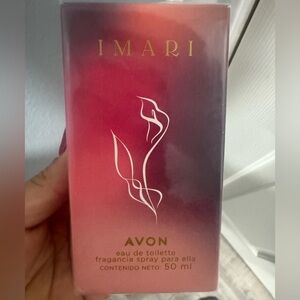 IMARI
AVON
eau de toilette
fragancia spray para ella
CONTENIDO NETO: 50 ml